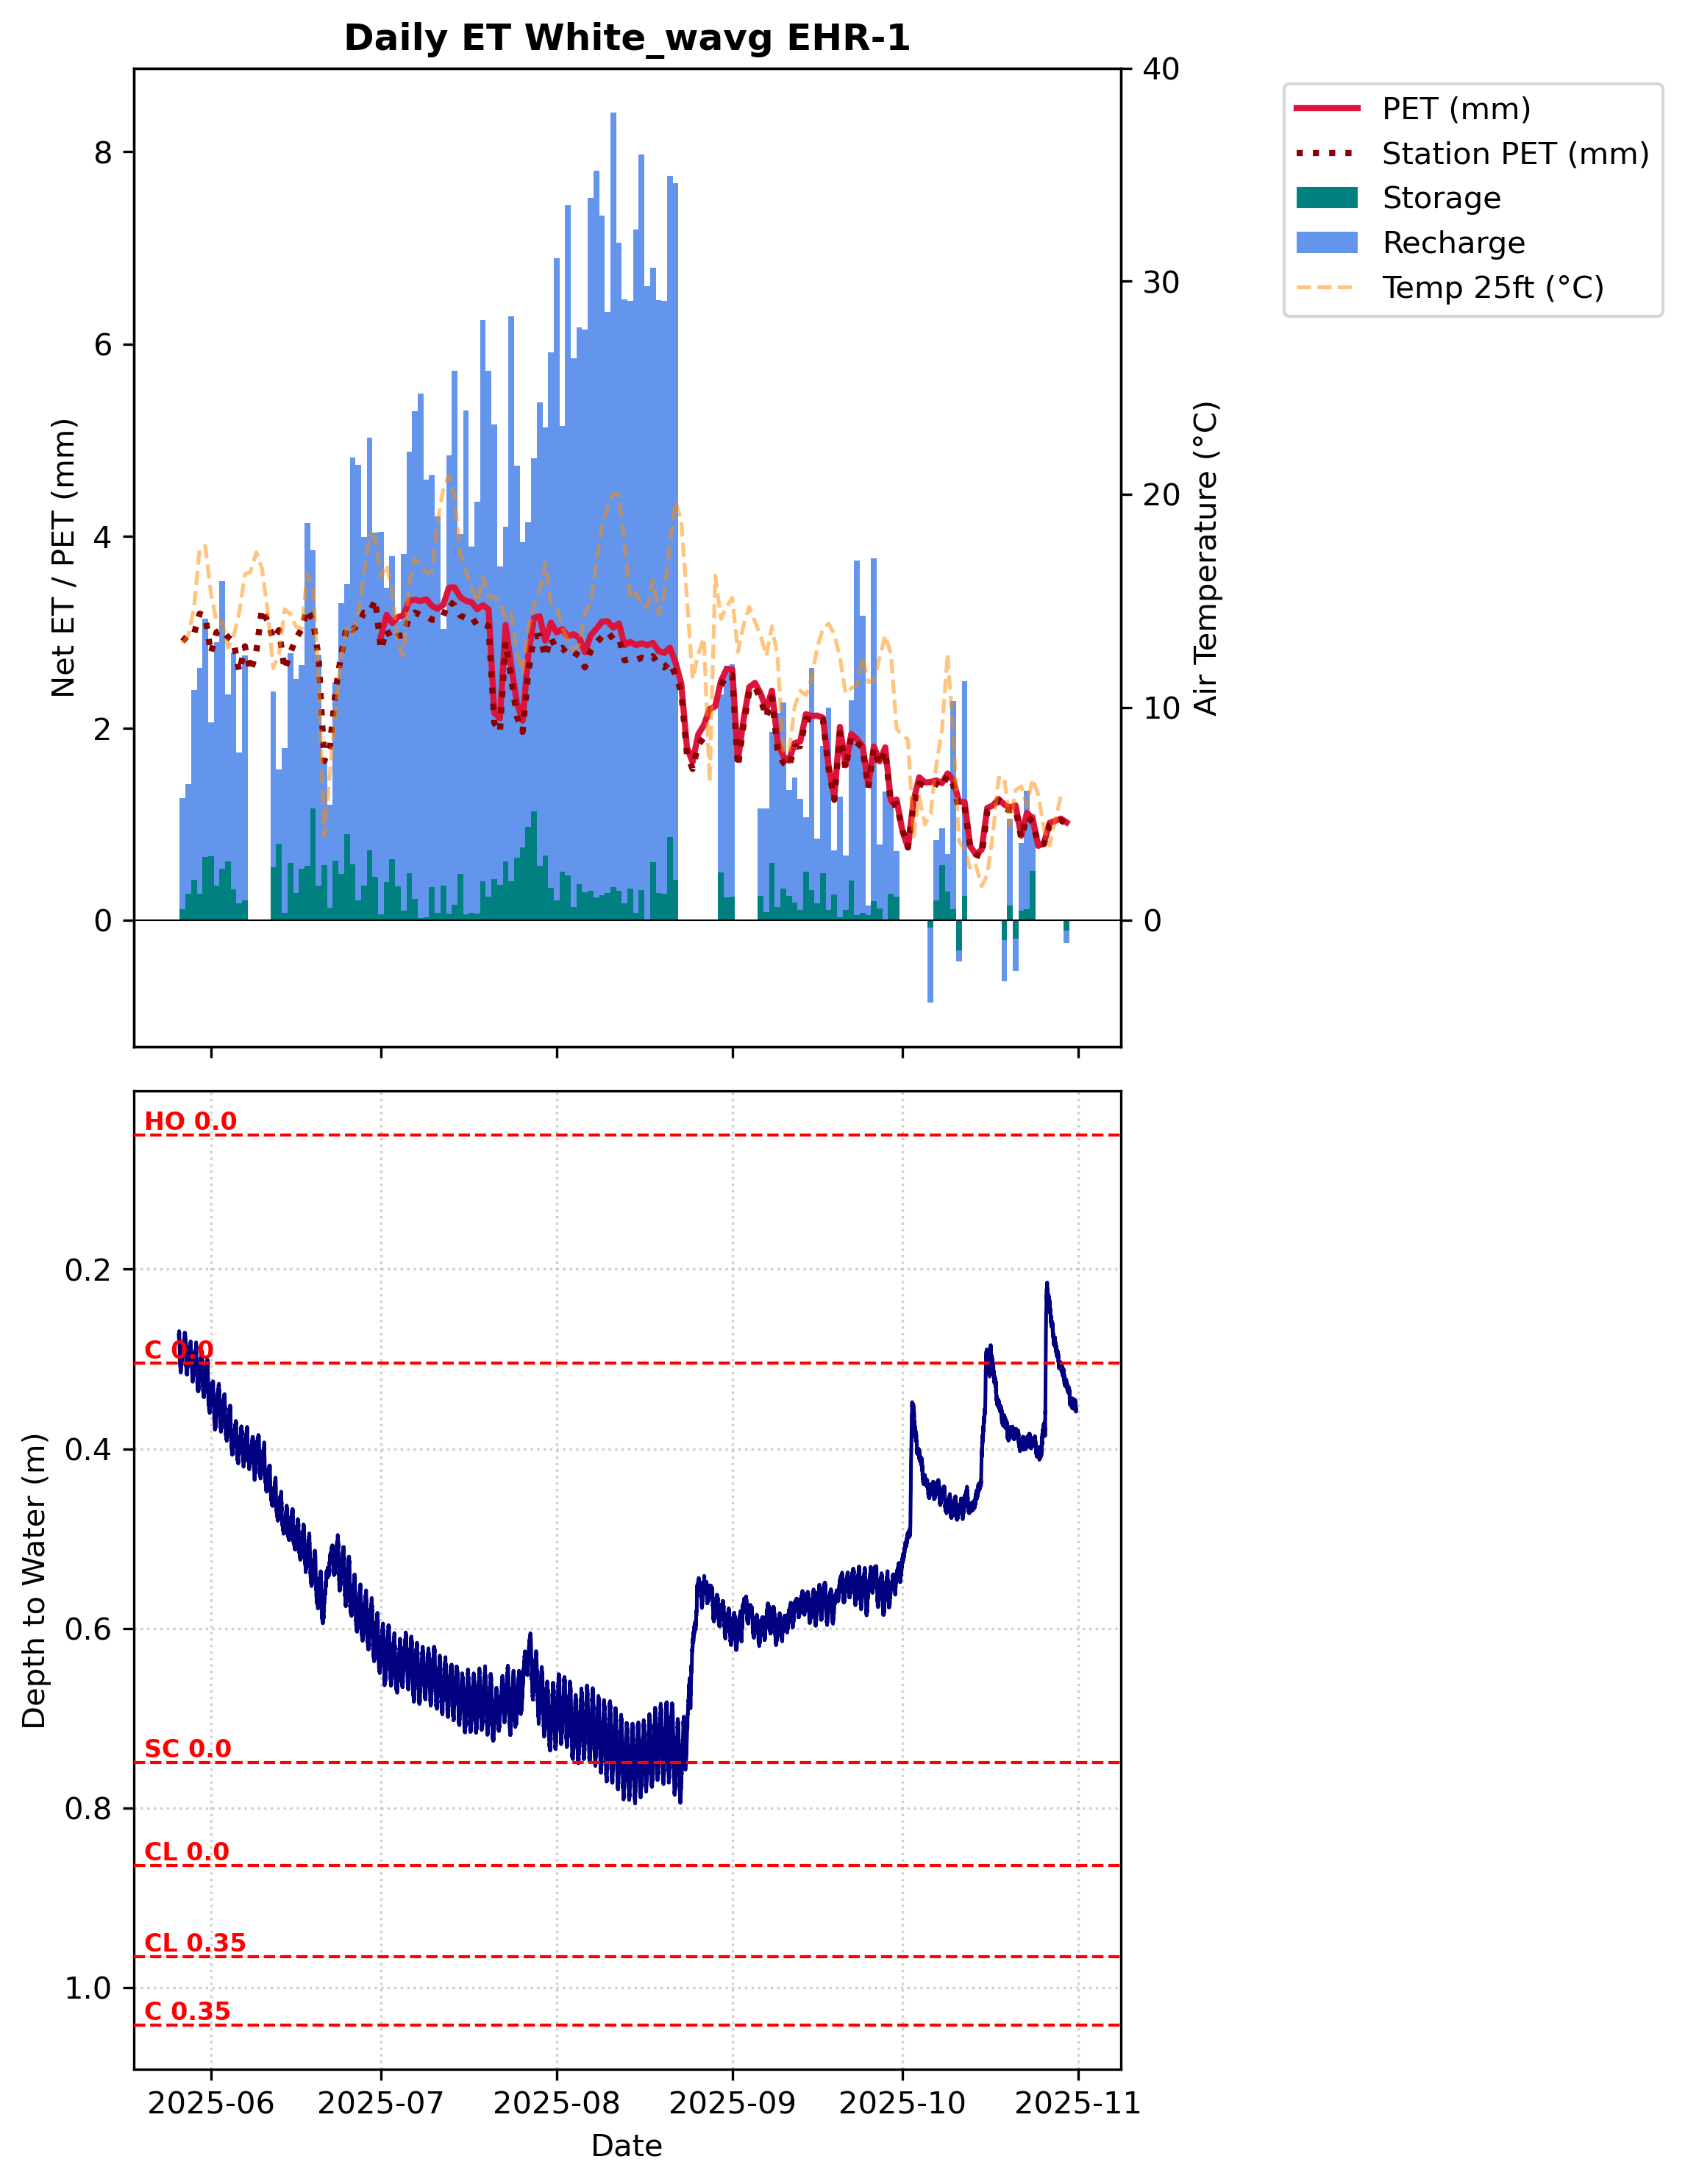 Daily ET White_wavg EHR-1
Net ET / PET (mm)
8
6
4
2
0
40
30
20
10
0
Air Temperature (°C)
PET (mm)
Station PET (mm)
Storage
Recharge
Temp 25ft (°C)
Depth to Water (m)
0.2
0.4
0.6
0.8
1.0
HO 0.0
C 0.0
SC 0.0
CL 0.0
CL 0.35
C 0.35
2025-06
2025-07
2025-08
2025-09
2025-10
2025-11
Date